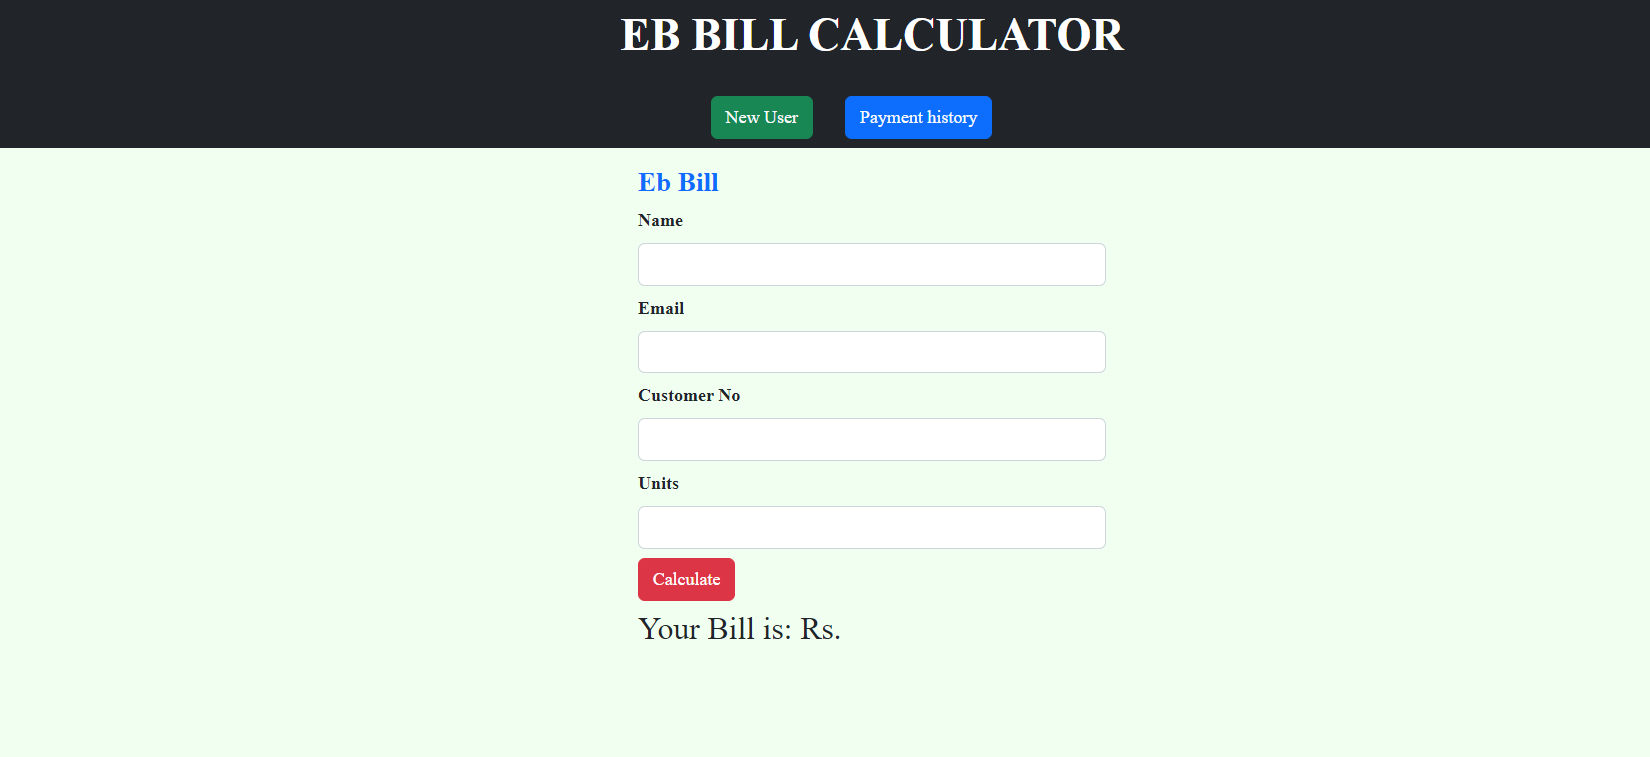 EB BILL CALCULATOR
New User Payment history
Eb Bill
Name
Email
Customer No
Units
Calculate
Your Bill is: Rs.